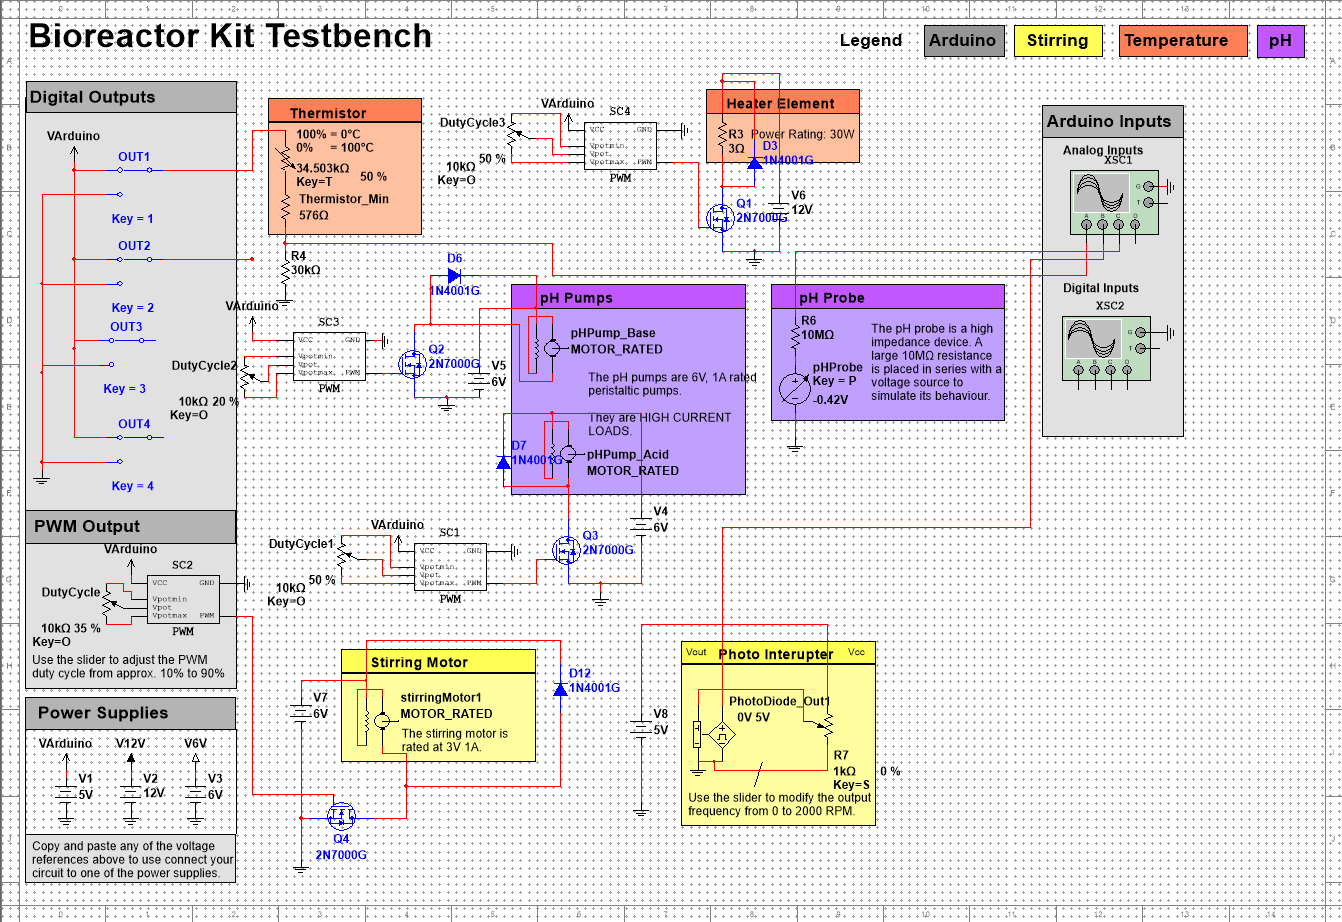 Bioreactor Kit Testbench
Legend
Arduino
Stirring
Temperature
pH
Digital Outputs
VArduino
OUT1
Key = 1
OUT2
Key = 2
OUT3
Key = 3
OUT4
Key = 4
Thermistor
100% = 0°C
0% = 100°C
34.503kΩ
Key=T
50 %
Thermistor_Min
576Ω
R4
30kΩ
VArduino
SC4
DutyCycle3
50 %
10kΩ
Key=O
VCC GND
Vpotmin
Vpot
Vpotmax PWM
PWM
Heater Element
R3
3Ω
Power Rating: 30W
D3
1N4001G
Q1
2N7000G
V6
12V
Arduino Inputs
Analog Inputs
XSC1
G
T
A B C D
Digital Inputs
XSC2
G
T
A B C D
VArduino
SC3
DutyCycle2
10kΩ 20 %
Key=O
VCC GND
Vpotmin
Vpot
Vpotmax PWM
PWM
D6
1N4001G
Q2
2N7000G
V5
6V
pH Pumps
pHPump_Base
MOTOR_RATED
The pH pumps are 6V, 1A rated
peristaltic pumps.
They are HIGH CURRENT
LOADS.
D7
1N4001G
pHPump_Acid
MOTOR_RATED
pH Probe
R6
10MΩ
pHProbe
Key = P
-0.42V
The pH probe is a high
impedance device. A
large 10MΩ resistance
is placed in series with a
voltage source to
simulate its behaviour.
V4
6V
Q3
2N7000G
VArduino
SC1
DutyCycle1
50 %
10kΩ
Key=O
VCC GND
Vpotmin
Vpot
Vpotmax PWM
PWM
PWM Output
VArduino
SC2
DutyCycle
10kΩ 35 %
Key=O
VCC GND
Vpotmin
Vpot
Vpotmax PWM
PWM
Use the slider to adjust the PWM
duty cycle from approx. 10% to 90%
Power Supplies
VArduino
V12V
V6V
V1
5V
V2
12V
V3
6V
Copy and paste any of the voltage
references above to use connect your
circuit to one of the power supplies.
Stirring Motor
stirringMotor1
MOTOR_RATED
The stirring motor is
rated at 3V 1A.
V7
6V
D12
1N4001G
Q4
2N7000G
V8
5V
Vout Photo Interupter Vcc
PhotoDiode_Out1
0V 5V
R7
1kΩ
Key=S
0 %
Use the slider to modify the output
frequency from 0 to 2000 RPM.